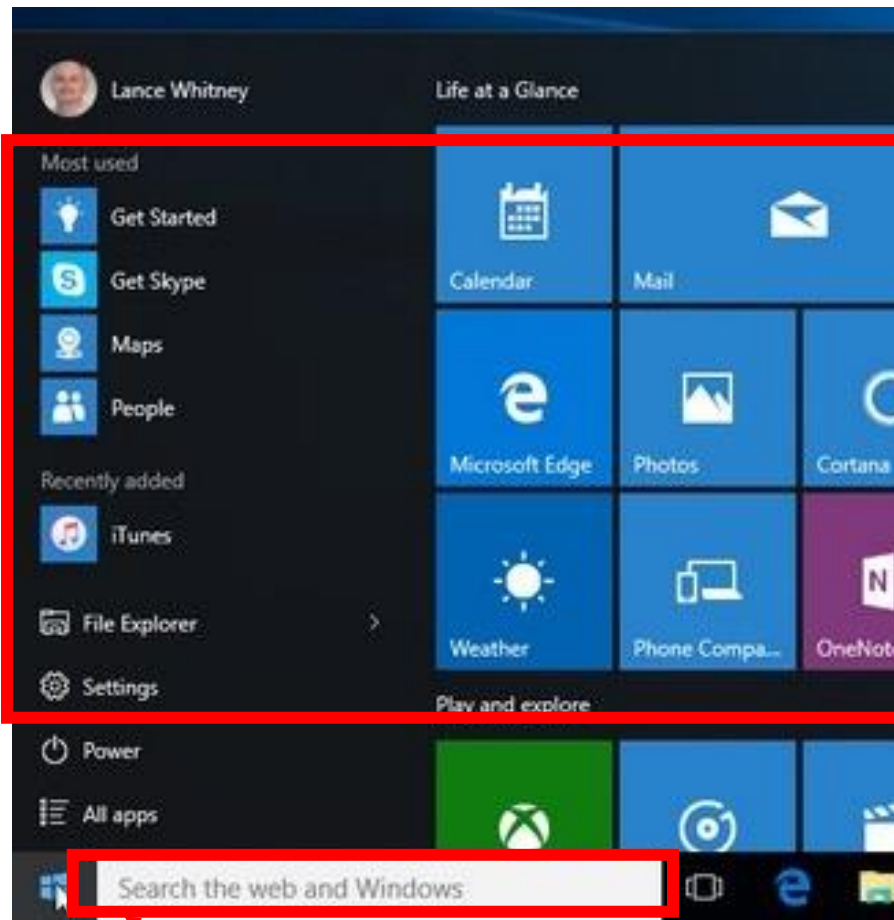 Lance Whitney
Life at a Glance
Most used
Get Started
Get Skype
Maps
People
Recently added
iTunes
File Explorer
Settings
Power
All apps
Calendar
Mail
Microsoft Edge
Photos
Cortana
Weather
Phone Compa...
OneNote
Play and explore
Search the web and Windows